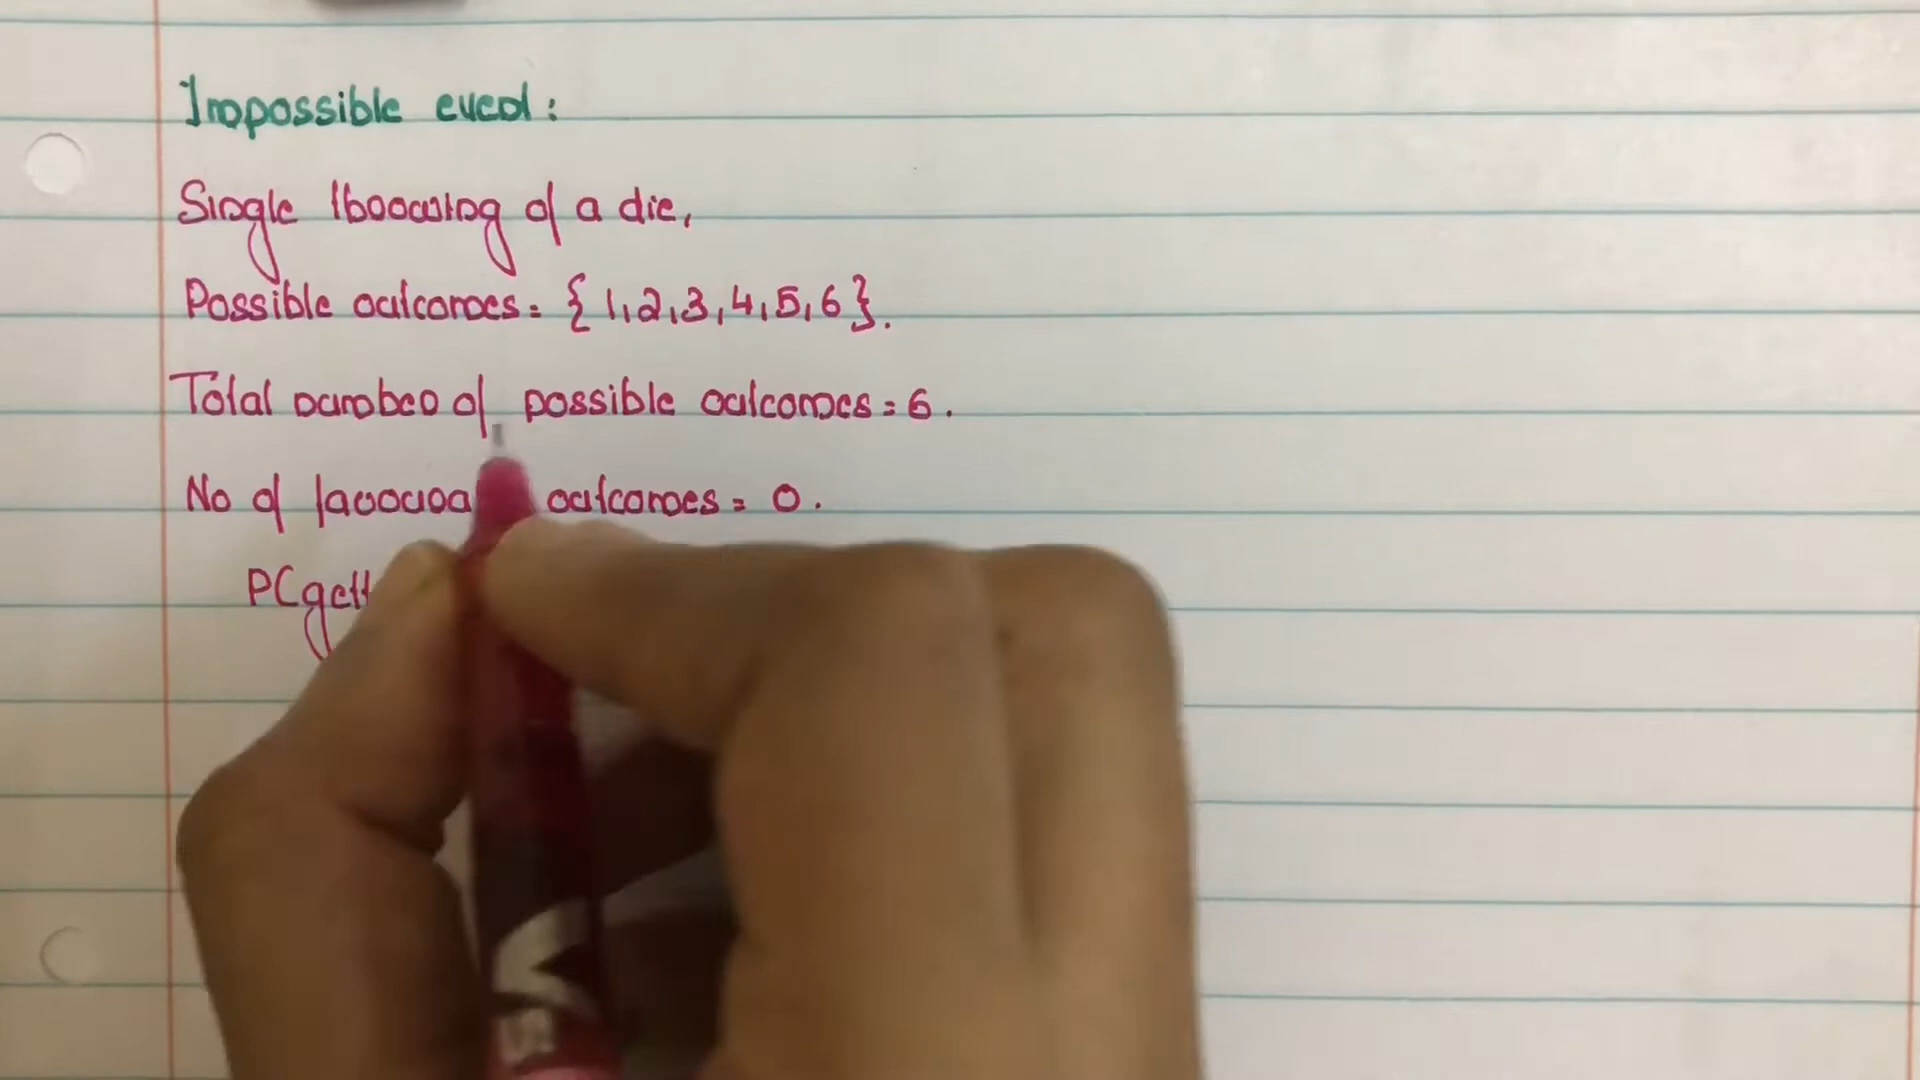 Impossible event:
Single throwing of a die,
Possible outcomes = {1,2,3,4,5,6}.
Total number of possible outcomes = 6.
No of outcomes = 0.
P(gett